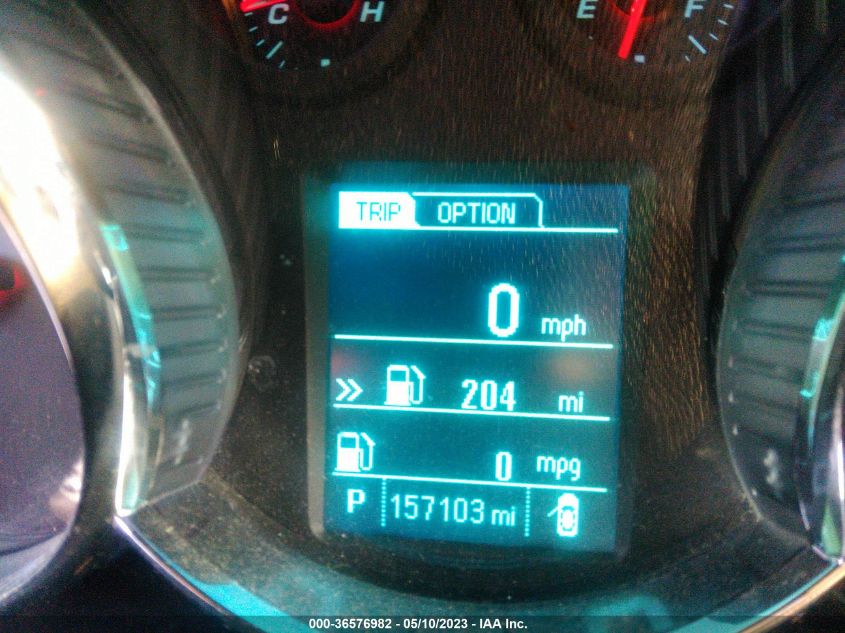 C H E F
TRIP OPTION
0 mph
204 mi
0 mpg
P 157103 mi
000-36576982 - 05/10/2023 - IAA Inc.